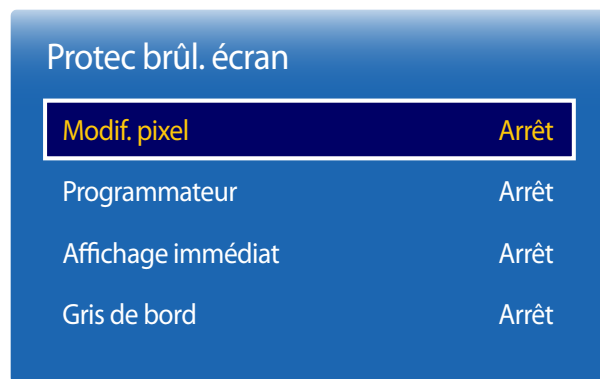 Protec brûl. écran
Modif. pixel Arrêt
Programmateur Arrêt
Affichage immédiat Arrêt
Gris de bord Arrêt